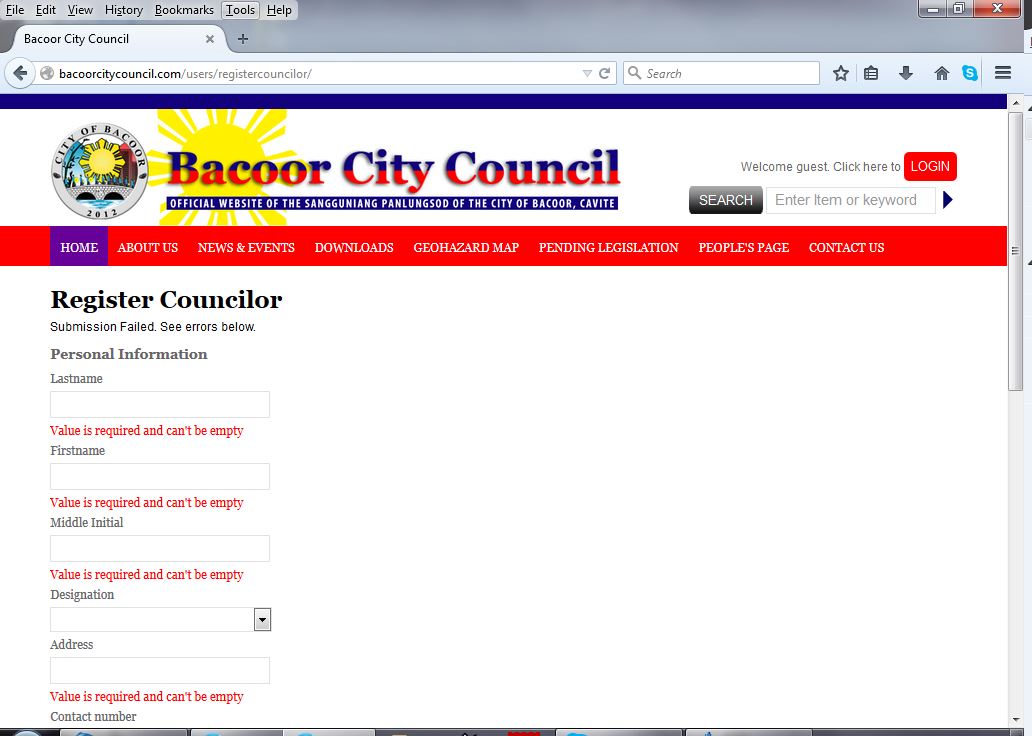 File Edit View History Bookmarks Tools Help
Bacoor City Council
bacoorcitycouncil.com/users/registercouncilor/
Search
CITY OF BACOOR
2012
Bacoor City Council
OFFICIAL WEBSITE OF THE SANGGUNIANG PANLUNGSOD OF THE CITY OF BACOOR, CAVITE
Welcome guest. Click here to LOGIN
SEARCH Enter Item or keyword
HOME ABOUT US NEWS & EVENTS DOWNLOADS GEOHAZARD MAP PENDING LEGISLATION PEOPLE'S PAGE CONTACT US
Register Councilor
Submission Failed. See errors below.
Personal Information
Lastname
Value is required and can't be empty
Firstname
Value is required and can't be empty
Middle Initial
Value is required and can't be empty
Designation
Address
Value is required and can't be empty
Contact number